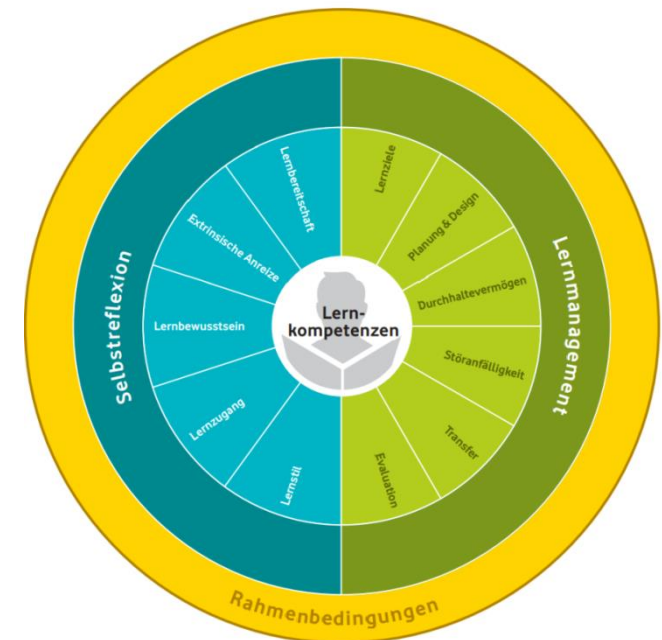 Selbstreflexion
Lernbereitschaft
Extrinsische Anreize
Lernbewusstsein
Lernzugang
Lernstil
Lern-
kompetenzen
Lernmanagement
Lernziele
Planung & Design
Durchhaltevermögen
Störanfälligkeit
Transfer
Evaluation
Rahmenbedingungen